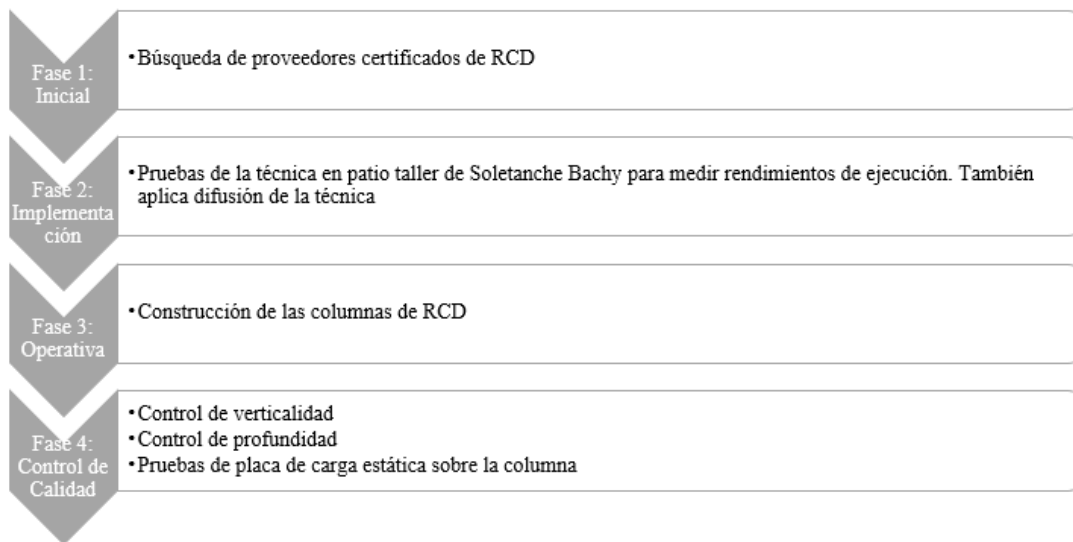 Fase 1:
Inicial
•Búsqueda de proveedores certificados de RCD
Fase 2:
Implementa
ción
•Pruebas de la técnica en patio taller de Soletanche Bachy para medir rendimientos de ejecución. También
aplica difusión de la técnica
Fase 3:
Operativa
•Construcción de las columnas de RCD
Fase 4:
Control de
Calidad
•Control de verticalidad
•Control de profundidad
•Pruebas de placa de carga estática sobre la columna